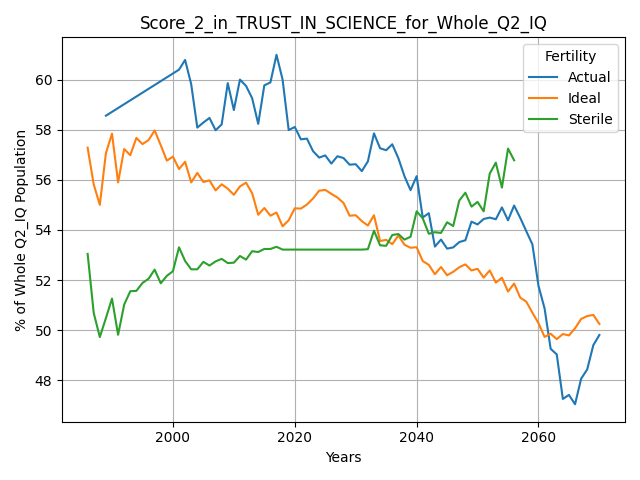 Score_2_in_TRUST_IN_SCIENCE_for_Whole_Q2_IQ
% of Whole Q2_IQ Population
60
58
56
54
52
50
48
Fertility
Actual
Ideal
Sterile
2000 2020 2040 2060
Years